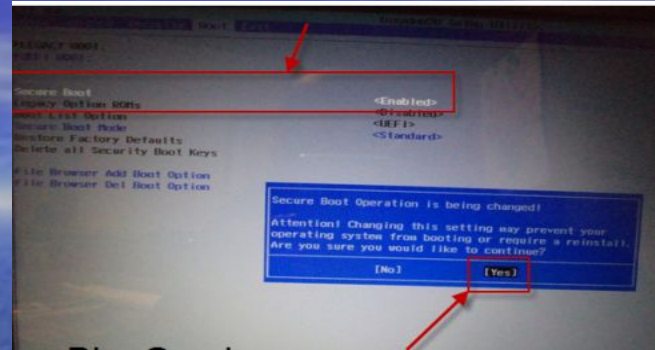 Boot Exit
Secure Boot <Enabled>
Legacy Option ROMs <Disabled>
Boot List Option <UEFI>
Secure Boot Mode <Standard>
Restore Factory Defaults
Delete all Security Boot Keys
File Browser Add Boot Option
File Browser Del Boot Option
Secure Boot Operation is being changed!
Attention! Changing this setting may prevent your
operating system from booting or require a reinstall.
Are you sure you would like to continue?
[No] [Yes]